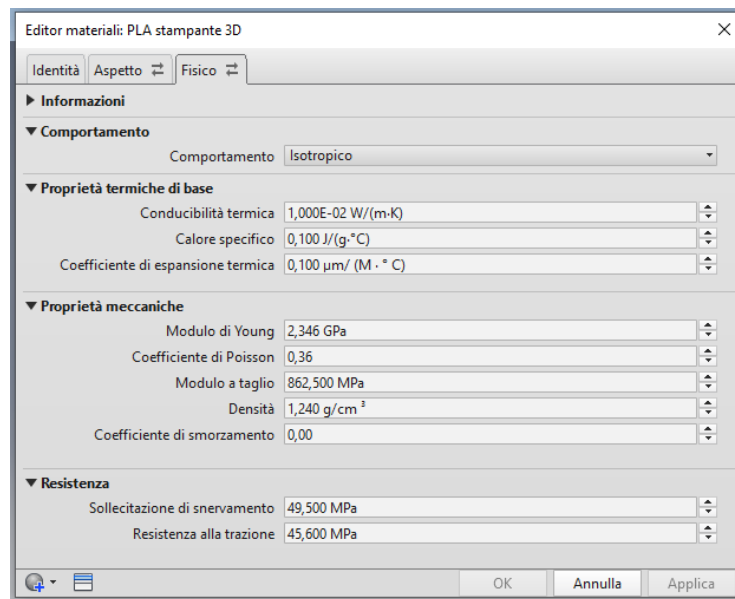 Editor materiali: PLA stampante 3D
Identità Aspetto Fisico
Informazioni
Comportamento
Comportamento Isotropico
Proprietà termiche di base
Conducibilità termica 1,000E-02 W/(m·K)
Calore specifico 0,100 J/(g·°C)
Coefficiente di espansione termica 0,100 µm/ (M · ° C)
Proprietà meccaniche
Modulo di Young 2,346 GPa
Coefficiente di Poisson 0,36
Modulo a taglio 862,500 MPa
Densità 1,240 g/cm ³
Coefficiente di smorzamento 0,00
Resistenza
Sollecitazione di snervamento 49,500 MPa
Resistenza alla trazione 45,600 MPa
OK Annulla Applica